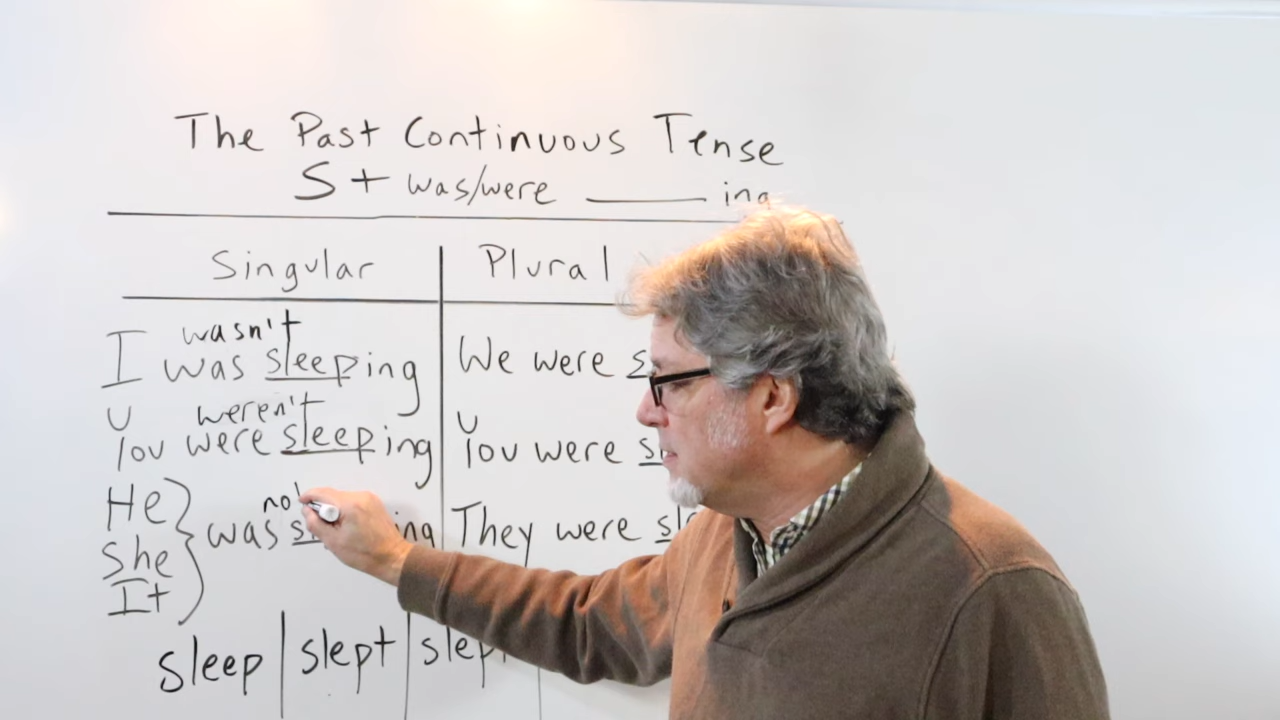 The Past Continuous Tense
S + was/were ______ ing
Singular
Plural
wasn't
I was sleeping
We were
U weren't
You were sleeping
U
You were
He
She
It
not
was
They were
sleep | slept |